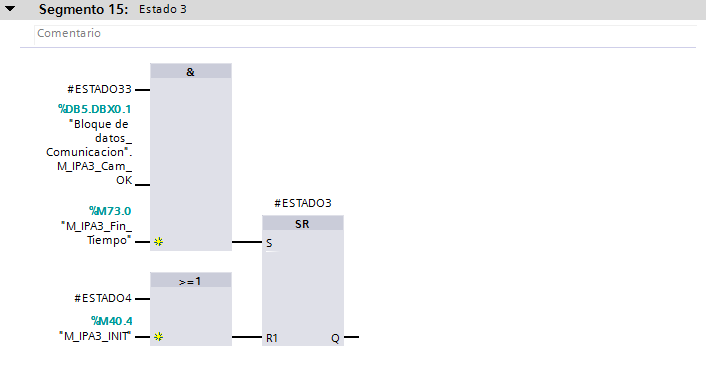 Segmento 15: Estado 3
Comentario
&
#ESTADO33
%DB5.DBX0.1
"Bloque de
datos_
Comunicacion".
M_IPA3_Cam_
OK
%M73.0
"M_IPA3_Fin_
Tiempo"
#ESTADO3
SR
S
>=1
#ESTADO4
%M40.4
"M_IPA3_INIT"
R1 Q